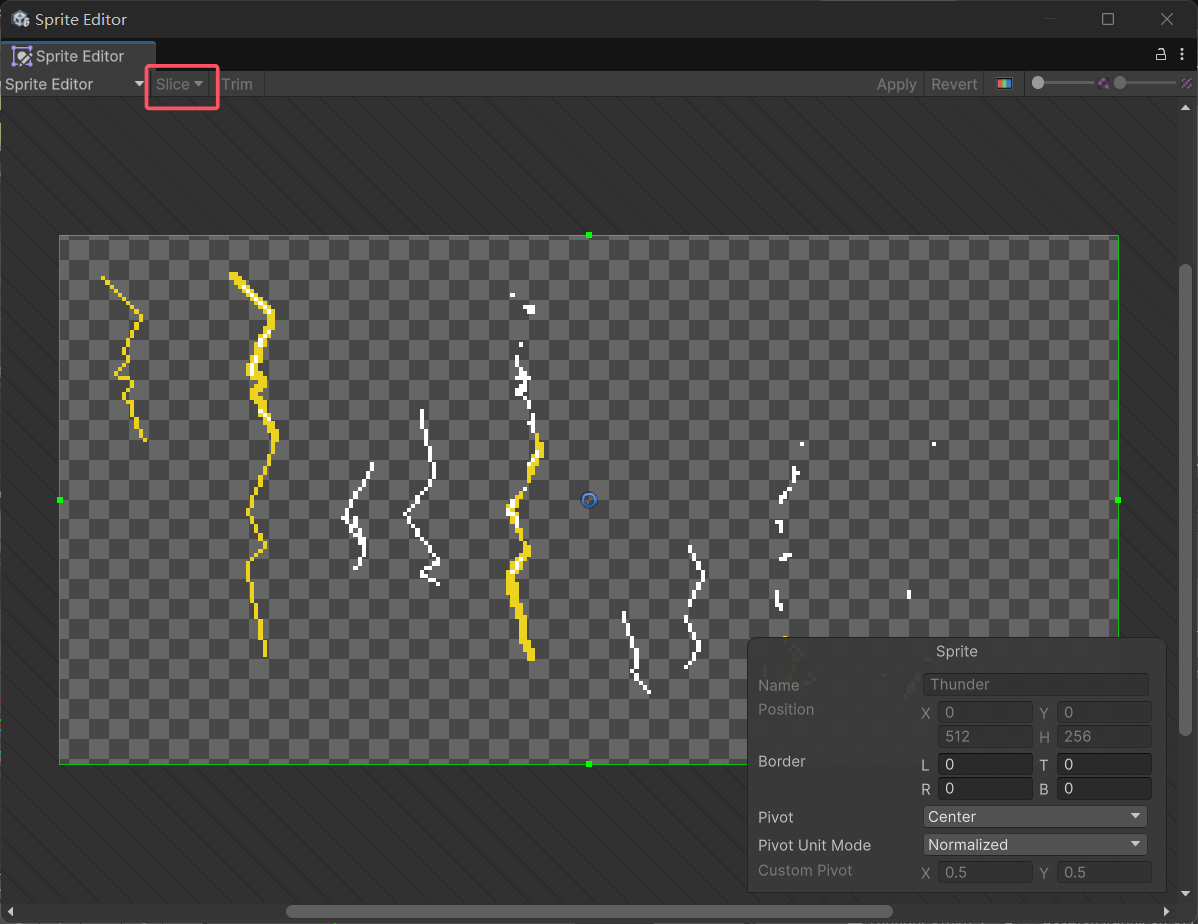 Sprite Editor
Sprite Editor
Sprite Editor Slice Trim Apply Revert
Sprite
Name Thunder
Position X 0 Y 0
512 H 256
Border L 0 T 0
R 0 B 0
Pivot Center
Pivot Unit Mode Normalized
Custom Pivot X 0.5 Y 0.5